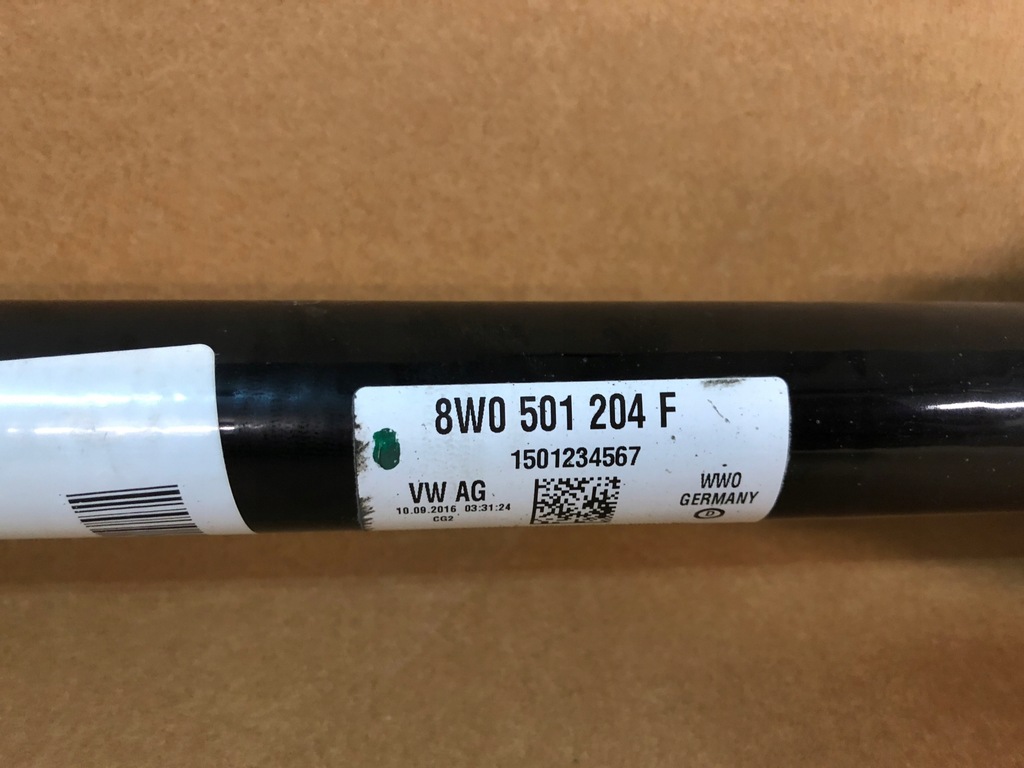 8W0 501 204 F
1501234567
VW AG
10.09.2016 03:31:24
CG2
WWO
GERMANY
D